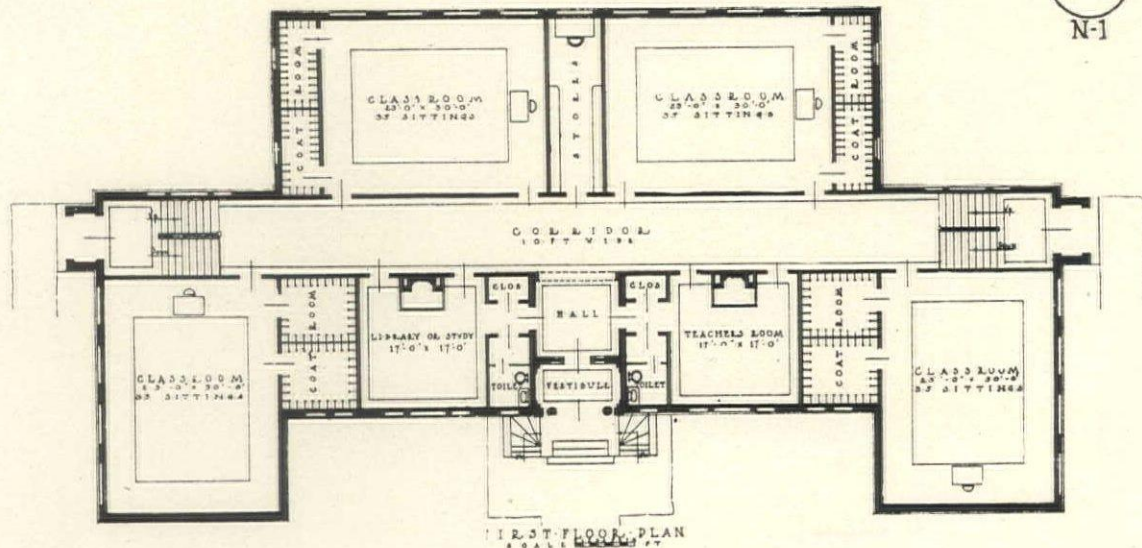 N-1
CLASSROOM
23'-0" X 30'-0"
35 SITTINGS
COAT ROOM
STORES
CLASSROOM
23'-0" X 30'-0"
35 SITTINGS
COAT ROOM
CORRIDOR
10 FT WIDE
CLASSROOM
23'-0" X 30'-0"
35 SITTINGS
COAT ROOM
LIBRARY OR STUDY
17'-0" X 17'-0"
CLOS
TOILET
HALL
VESTIBULE
CLOS
TOILET
TEACHERS ROOM
17'-0" X 17'-0"
COAT ROOM
CLASSROOM
23'-0" X 30'-0"
35 SITTINGS
FIRST·FLOOR·PLAN
SCALE FT